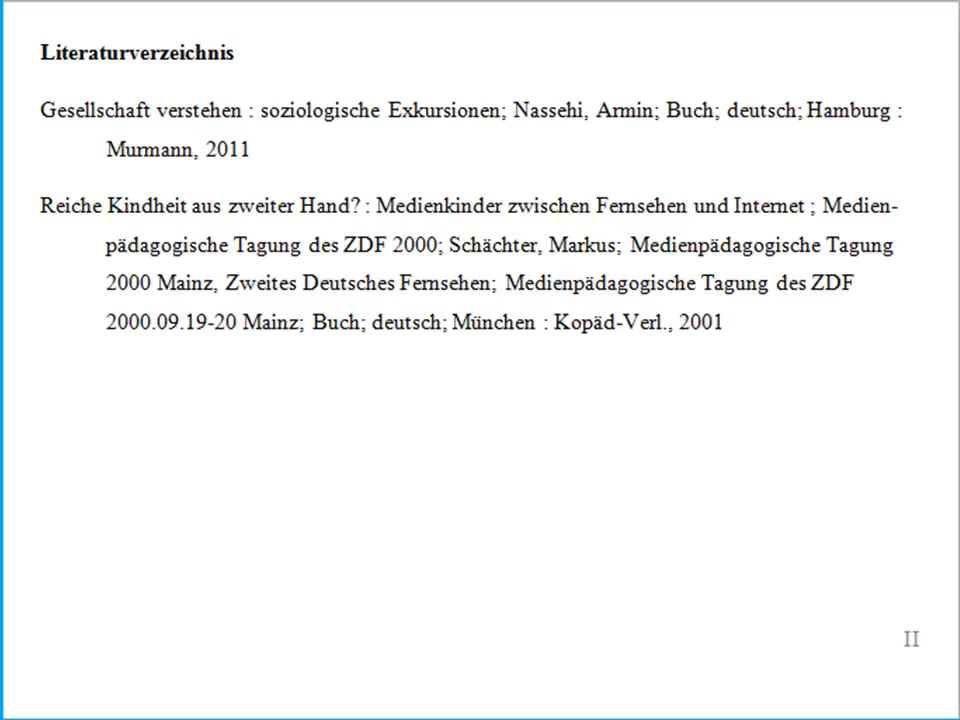 Literaturverzeichnis
Gesellschaft verstehen : soziologische Exkursionen; Nassehi, Armin; Buch; deutsch; Hamburg :
Murmann, 2011
Reiche Kindheit aus zweiter Hand? : Medienkinder zwischen Fernsehen und Internet ; Medien-
pädagogische Tagung des ZDF 2000; Schächter, Markus; Medienpädagogische Tagung
2000 Mainz, Zweites Deutsches Fernsehen; Medienpädagogische Tagung des ZDF
2000.09.19-20 Mainz; Buch; deutsch; München : Kopäd-Verl., 2001
II